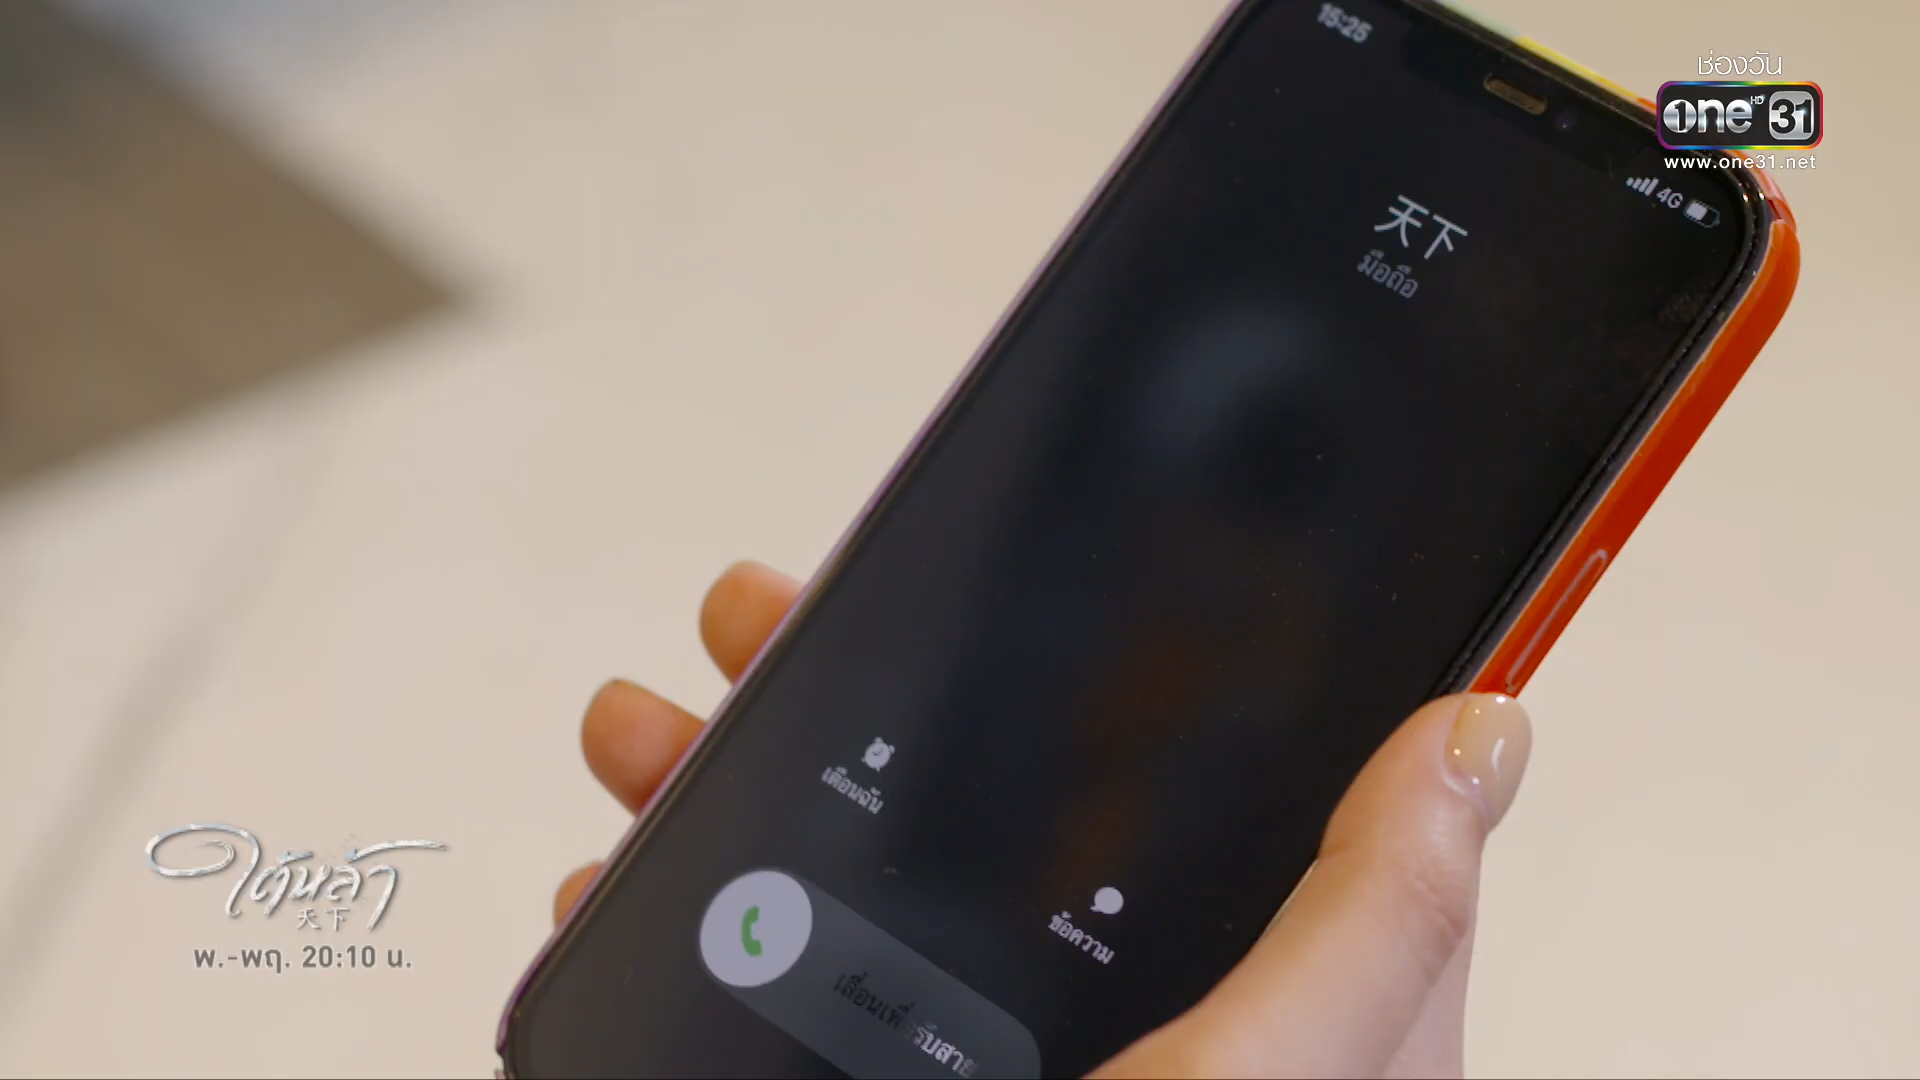 15:25
ช่องวัน
one HD 31
www.one31.net
4G
天下
มือถือ
เตือนฉัน
ข้อความ
เลื่อนเพื่อรับสาย
ใต้หล้า
天下
พ.-พฤ. 20:10 น.